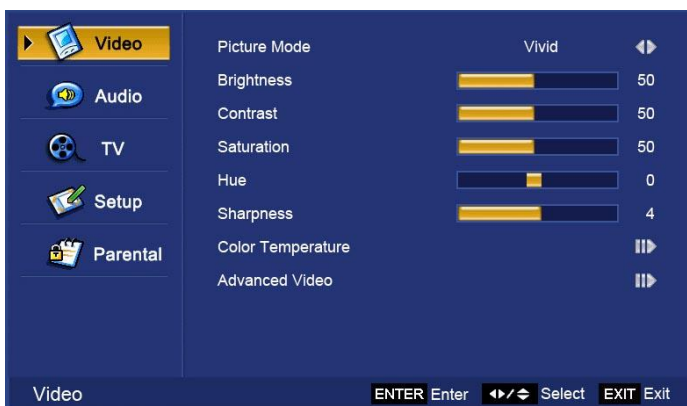 Video
Audio
TV
Setup
Parental
Picture Mode Vivid
Brightness 50
Contrast 50
Saturation 50
Hue 0
Sharpness 4
Color Temperature
Advanced Video
Video ENTER Enter Select EXIT Exit